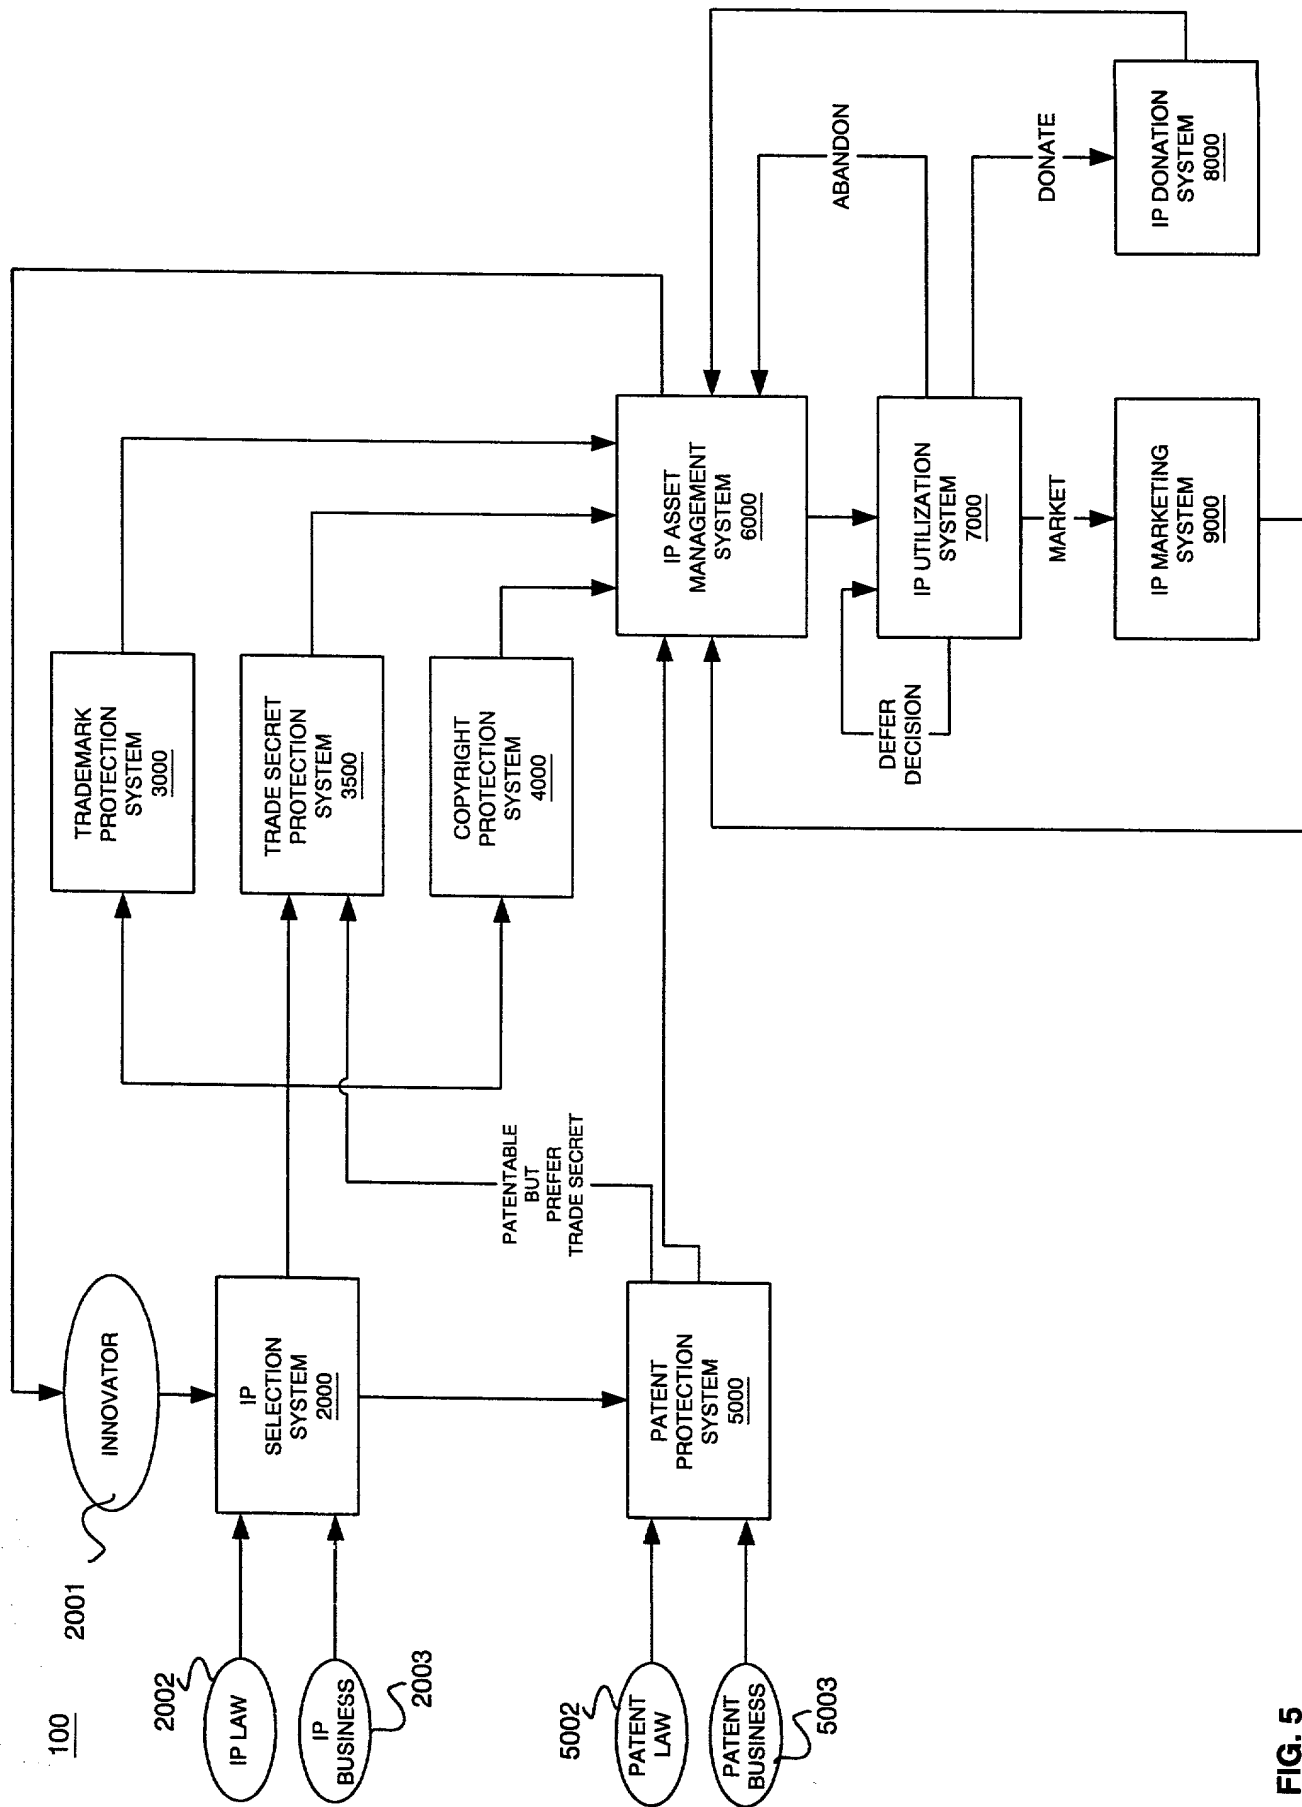 100
2001
INNOVATOR
2002
IP LAW
2003
IP
BUSINESS
IP
SELECTION
SYSTEM
2000
TRADEMARK
PROTECTION
SYSTEM
3000
TRADE SECRET
PROTECTION
SYSTEM
3500
COPYRIGHT
PROTECTION
SYSTEM
4000
PATENTABLE
BUT
PREFER
TRADE SECRET
5002
PATENT
LAW
PATENT
BUSINESS
5003
PATENT
PROTECTION
SYSTEM
5000
IP ASSET
MANAGEMENT
SYSTEM
6000
ABANDON
DEFER
DECISION
IP UTILIZATION
SYSTEM
7000
DONATE
MARKET
IP MARKETING
SYSTEM
9000
IP DONATION
SYSTEM
8000
FIG. 5